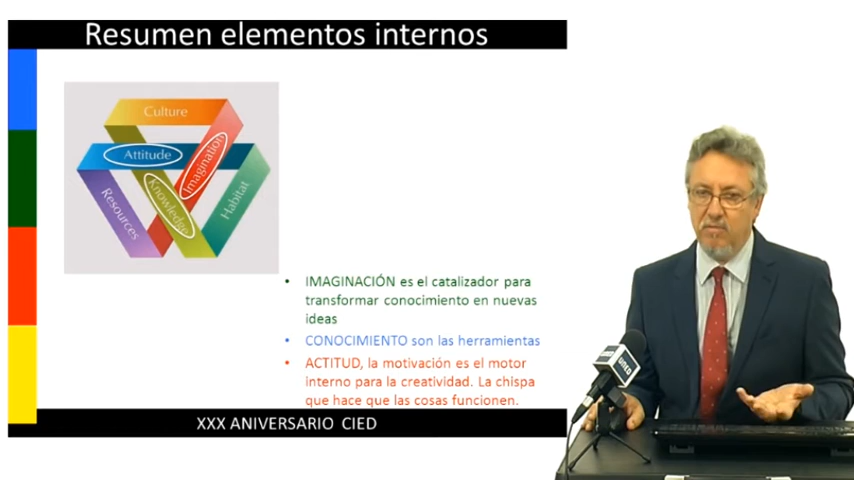 Resumen elementos internos
Culture
Attitude
Imagination
Knowledge
Resources
Habitat
• IMAGINACIÓN es el catalizador para
transformar conocimiento en nuevas
ideas
• CONOCIMIENTO son las herramientas
• ACTITUD, la motivación es el motor
interno para la creatividad. La chispa
que hace que las cosas funcionen.
XXX ANIVERSARIO CIED
UNED